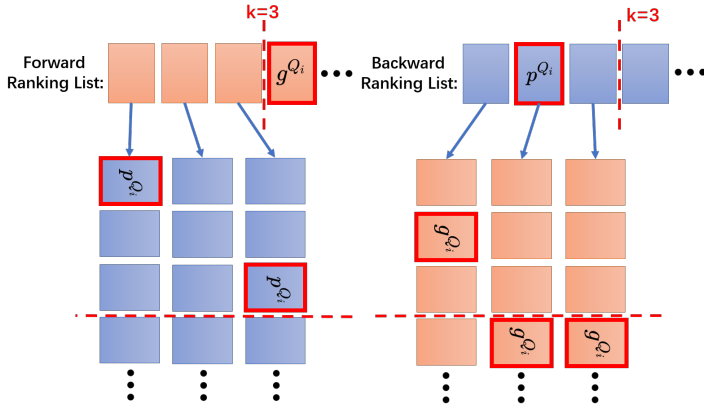 k=3
k=3
Forward
Ranking List:
g^{Q_i}
Backward
Ranking List:
p^{Q_i}
p^{Q_i}
p^{Q_i}
g^{Q_i}
g^{Q_i}
g^{Q_i}